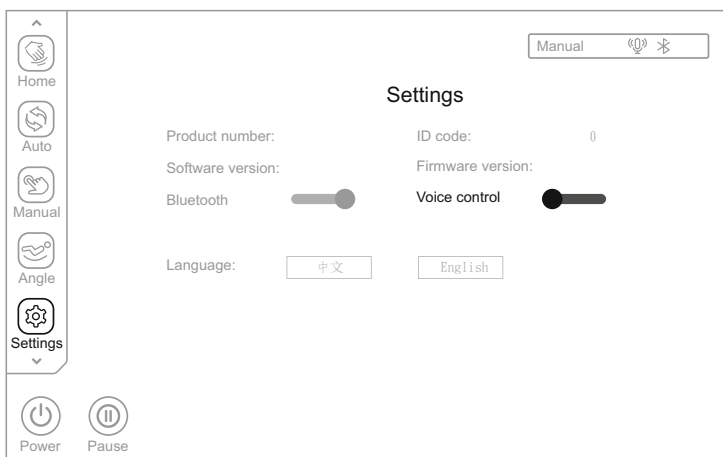 Manual
Home
Settings
Auto
Product number:
ID code: 0
Software version:
Firmware version:
Manual
Bluetooth
Voice control
Angle
Language:
中文
English
Settings
Power
Pause